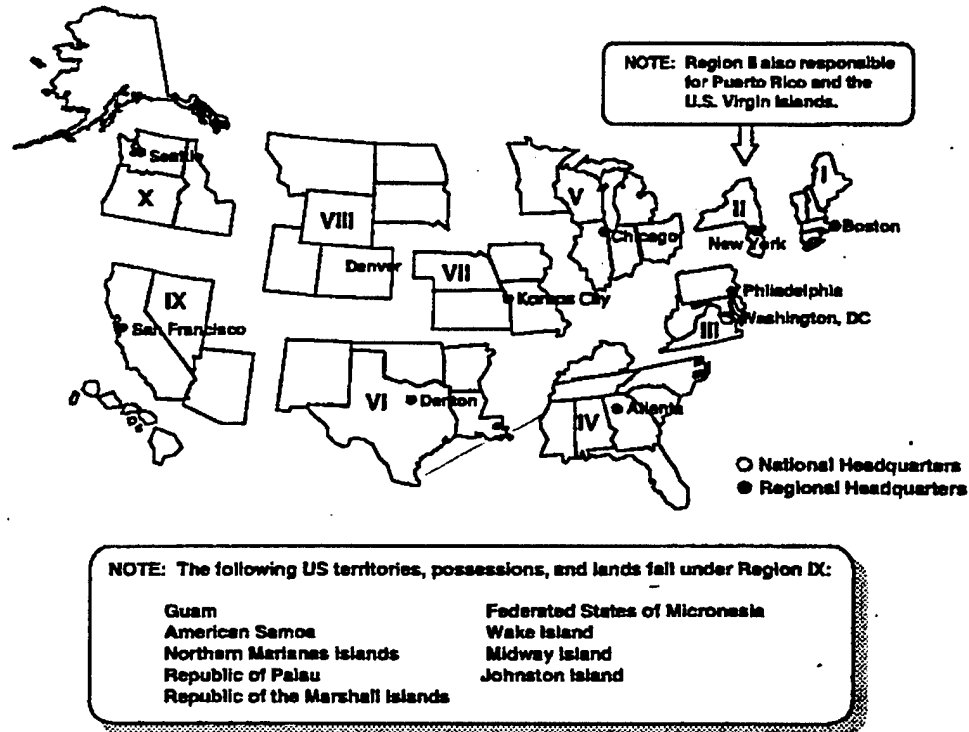 NOTE: Region II also responsible
for Puerto Rico and the
U.S. Virgin Islands.
I
Seattle
X
V
II
VIII
Boston
Chicago
New York
Denver
VII
IX
Kansas City
Philadelphia
San Francisco
Washington, DC
III
VI
Denton
IV
Atlanta
National Headquarters
Regional Headquarters
NOTE: The following US territories, possessions, and lands fall under Region IX:
Guam
American Samoa
Northern Marianas Islands
Republic of Palau
Republic of the Marshall Islands
Federated States of Micronesia
Wake Island
Midway Island
Johnston Island